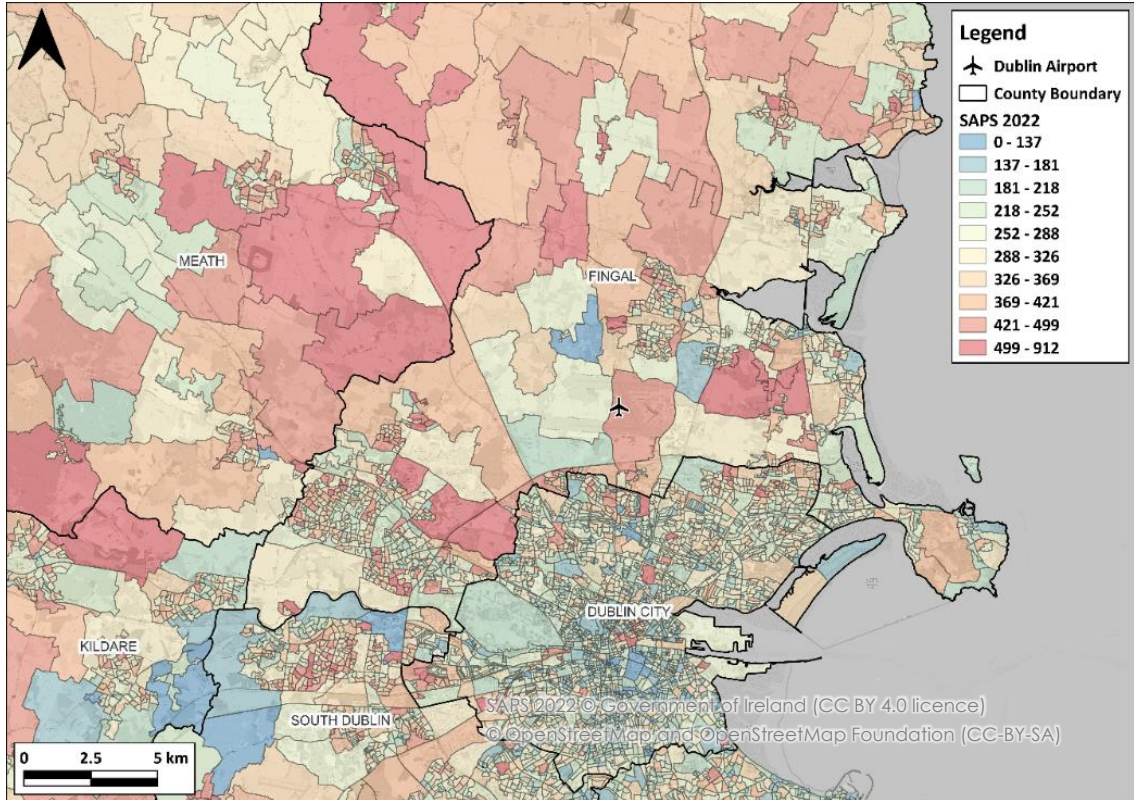 Legend
Dublin Airport
County Boundary
SAPS 2022
0 - 137
137 - 181
181 - 218
218 - 252
252 - 288
288 - 326
326 - 369
369 - 421
421 - 499
499 - 912
MEATH
FINGAL
DUBLIN CITY
KILDARE
SOUTH DUBLIN
SAPS 2022 © Government of Ireland (CC BY 4.0 licence)
© OpenStreetMap and OpenStreetMap Foundation (CC-BY-SA)
0 2.5 5 km